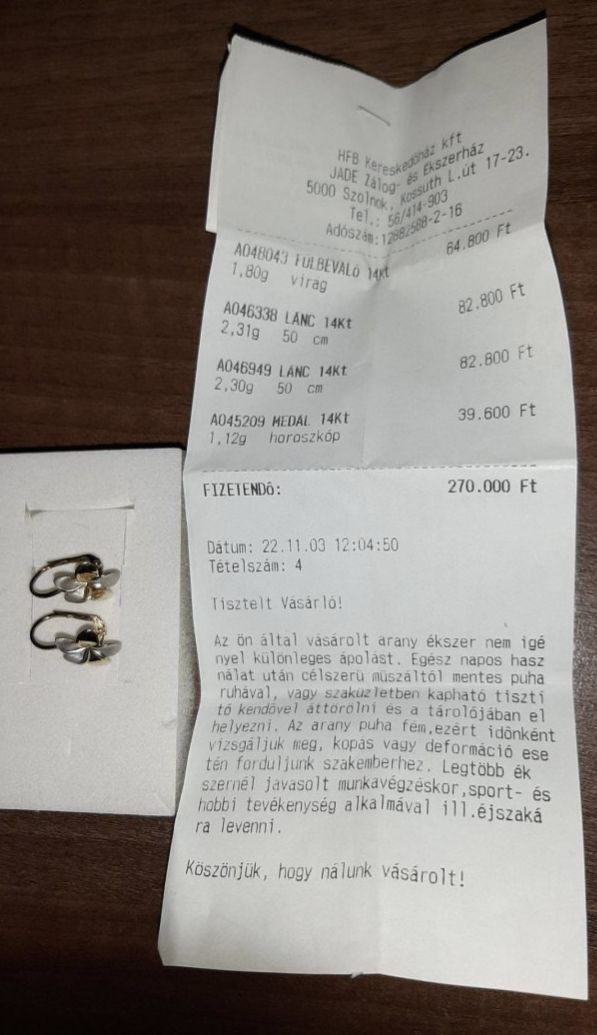 HFB Kereskedőház kft
JADE Zálog- és Ékszerház
5000 Szolnok, Kossuth L.út 17-23.
Tel.: 56/414-903
Adószám:12882588-2-16
A048043 FÜLBEVALó 14Kt 64.800 Ft
1,80g virág
A046338 LÁNC 14Kt 82.800 Ft
2,31g 50 cm
A046949 LÁNC 14Kt 82.800 Ft
2,30g 50 cm
A045209 MEDÁL 14Kt 39.600 Ft
1,12g horoszkóp
FIZETENDô: 270.000 Ft
Dátum: 22.11.03 12:04:50
Tételszám: 4
Tisztelt Vásárló!
Az ön által vásárolt arany ékszer nem igé
nyel különleges ápolást. Egész napos hasz
nálat után célszerű műszáltól mentes puha
ruhával, vagy szaküzletben kapható tiszti
tó kendővel áttörölni és a tárolójában el
helyezni. Az arany puha fém,ezért időnként
vizsgáljuk meg, kopás vagy deformáció ese
tén forduljunk szakemberhez. Legtöbb ék
szernél javasolt munkavégzéskor,sport- és
hobbi tevékenység alkalmával ill.éjszaká
ra levenni.
Köszönjük, hogy nálunk vásárolt!